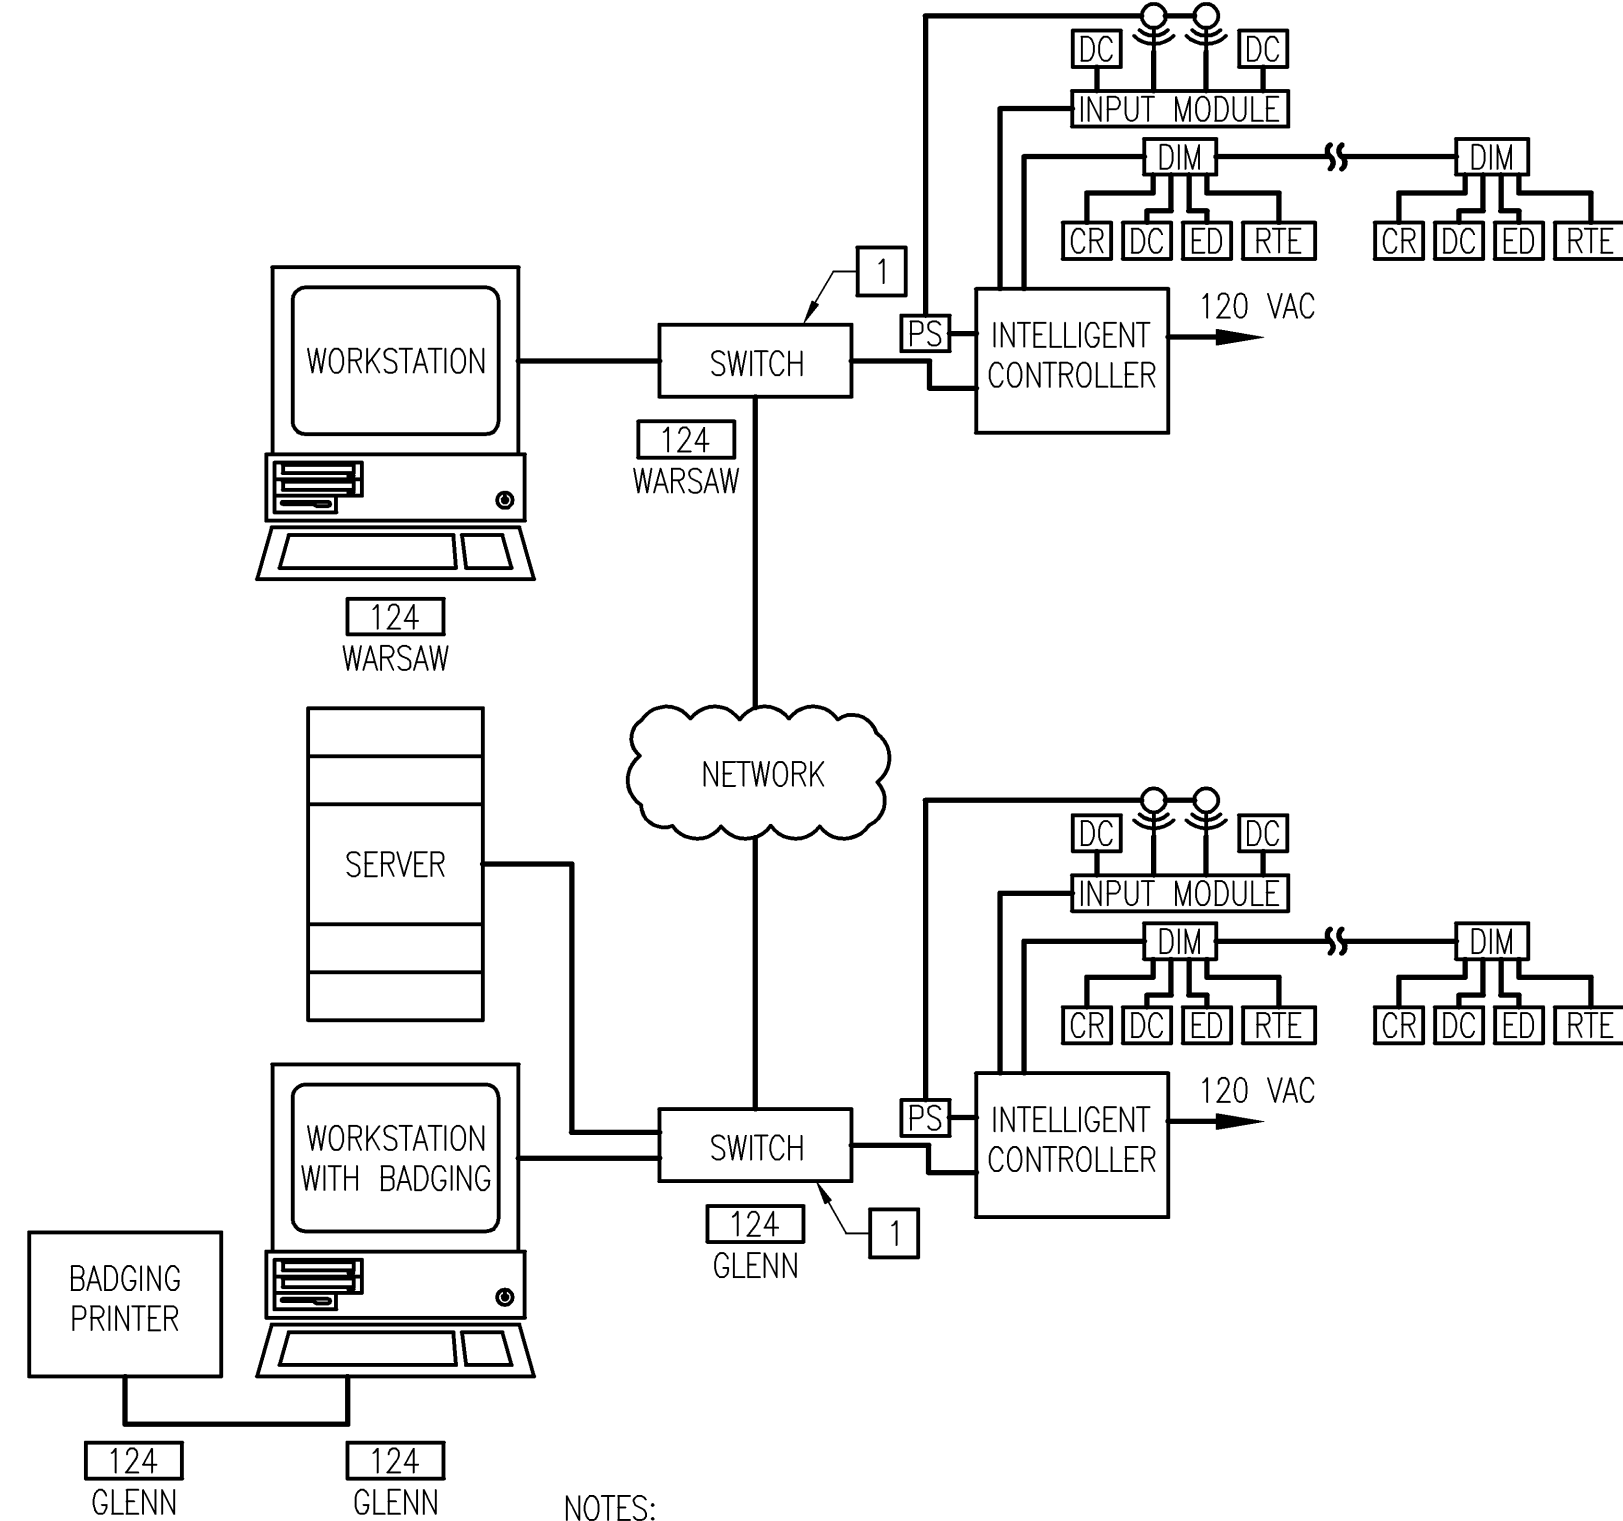 DC DC
INPUT MODULE
DIM DIM
CR DC ED RTE CR DC ED RTE
1
120 VAC
PS
INTELLIGENT
CONTROLLER
WORKSTATION
SWITCH
124
WARSAW
124
WARSAW
NETWORK
DC DC
INPUT MODULE
SERVER
DIM DIM
CR DC ED RTE CR DC ED RTE
120 VAC
PS
INTELLIGENT
CONTROLLER
WORKSTATION
WITH BADGING
SWITCH
124
GLENN
1
BADGING
PRINTER
124
GLENN
124
GLENN
NOTES: